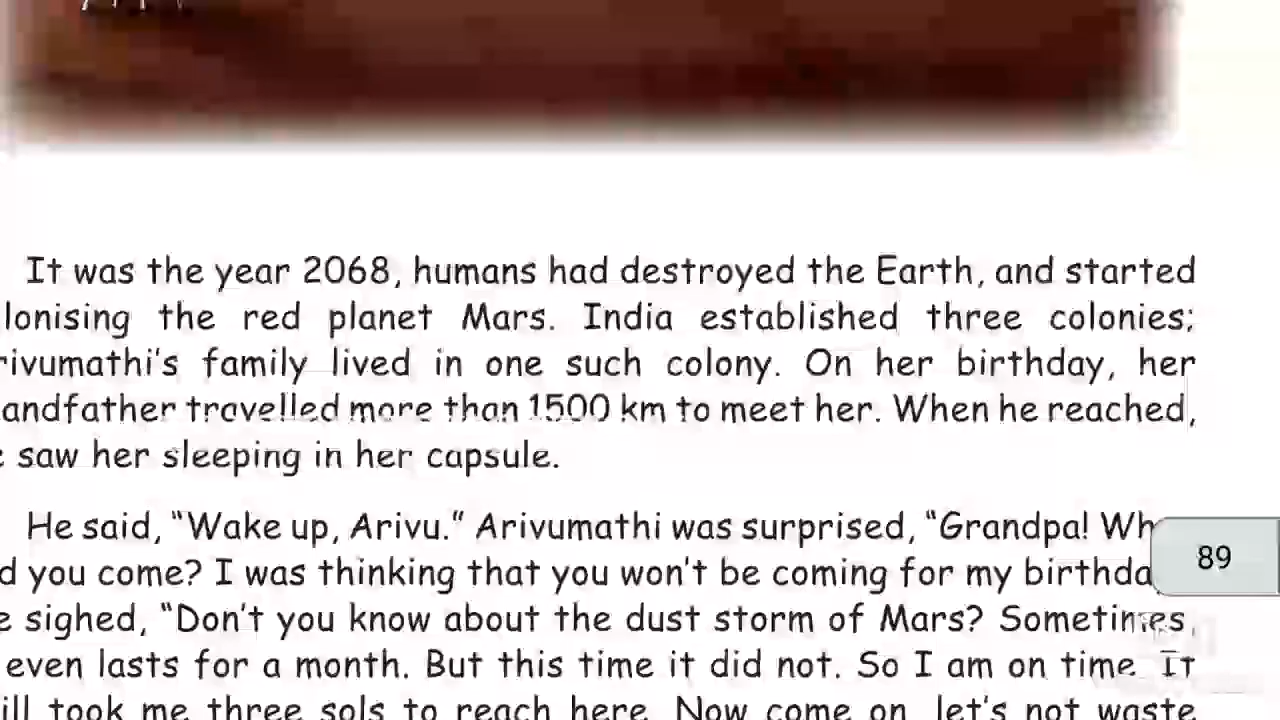 It was the year 2068, humans had destroyed the Earth, and started
lonising the red planet Mars. India established three colonies;
rivumathi's family lived in one such colony. On her birthday, her
andfather travelled more than 1500 km to meet her. When he reached,
saw her sleeping in her capsule.
He said, “Wake up, Arivu.” Arivumathi was surprised, “Grandpa! Wh
d you come? I was thinking that you won't be coming for my birthda
89
e sighed, “Don't you know about the dust storm of Mars? Sometimes,
even lasts for a month. But this time it did not. So I am on time. It
ill took me three sols to reach here. Now come on, let's not waste